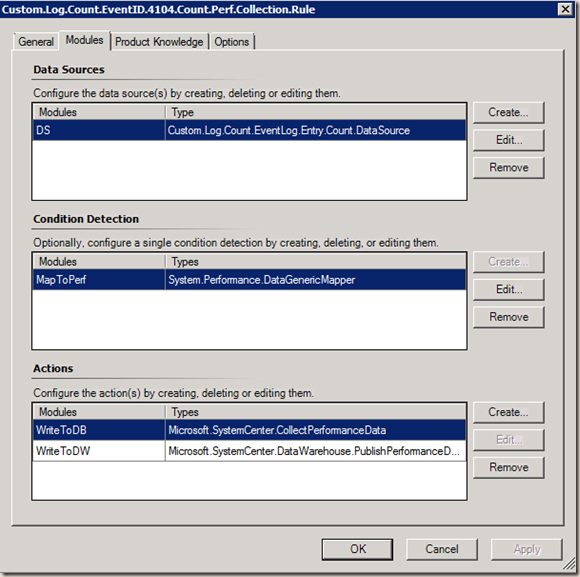 Custom.Log.Count.EventID.4104.Count.Perf.Collection.Rule
General Modules Product Knowledge Options
Data Sources
Configure the data source(s) by creating, deleting or editing them.
Modules Type
DS Custom.Log.Count.EventLog.Entry.Count.DataSource
Create...
Edit...
Remove
Condition Detection
Optionally, configure a single condition detection by creating, deleting, or editing them.
Modules Types
MapToPerf System.Performance.DataGenericMapper
Create...
Edit...
Remove
Actions
Configure the action(s) by creating, deleting or editing them.
Modules Types
WriteToDB Microsoft.SystemCenter.CollectPerformanceData
WriteToDW Microsoft.SystemCenter.DataWarehouse.PublishPerformanceD...
Create...
Edit...
Remove
OK Cancel Apply